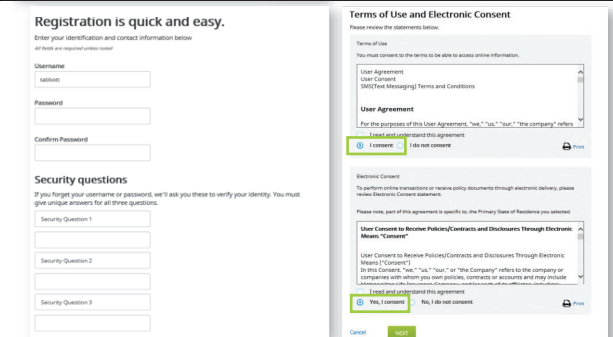 Registration is quick and easy.
Enter your identification and contact information below
All fields are required unless noted
Username
sabbott
Password
Confirm Password
Security questions
If you forget your username or password, we'll ask you these to verify your identity. You must
give unique answers for all three questions.
Security Question 1
Security Question 2
Security Question 3
Terms of Use and Electronic Consent
Please review the statements below.
Terms of Use
You must consent to the terms to be able to access online information.
User Agreement
User Consent
SMS(Text Messaging) Terms and Conditions
User Agreement
For the purposes of this User Agreement, "we," "us," "our," "the company" refers
I read and understand this agreement
I consent I do not consent
Print
Electronic Consent
To perform online transactions or receive policy documents through electronic delivery, please
review Electronic Consent statement.
Please note, part of this agreement is specific to, the Primary State of Residence you selected.
User Consent to Receive Policies/Contracts and Disclosures Through Electronic
Means "Consent"
User Consent to Receive Policies/Contracts and Disclosures Through Electronic
Means ("Consent")
In this Consent, "we," "us," "our," or "the Company" refers to the company or
companies with whom you own policies, contracts or accounts and may include
I read and understand this agreement
Yes, I consent No, I do not consent
Print
Cancel NEXT